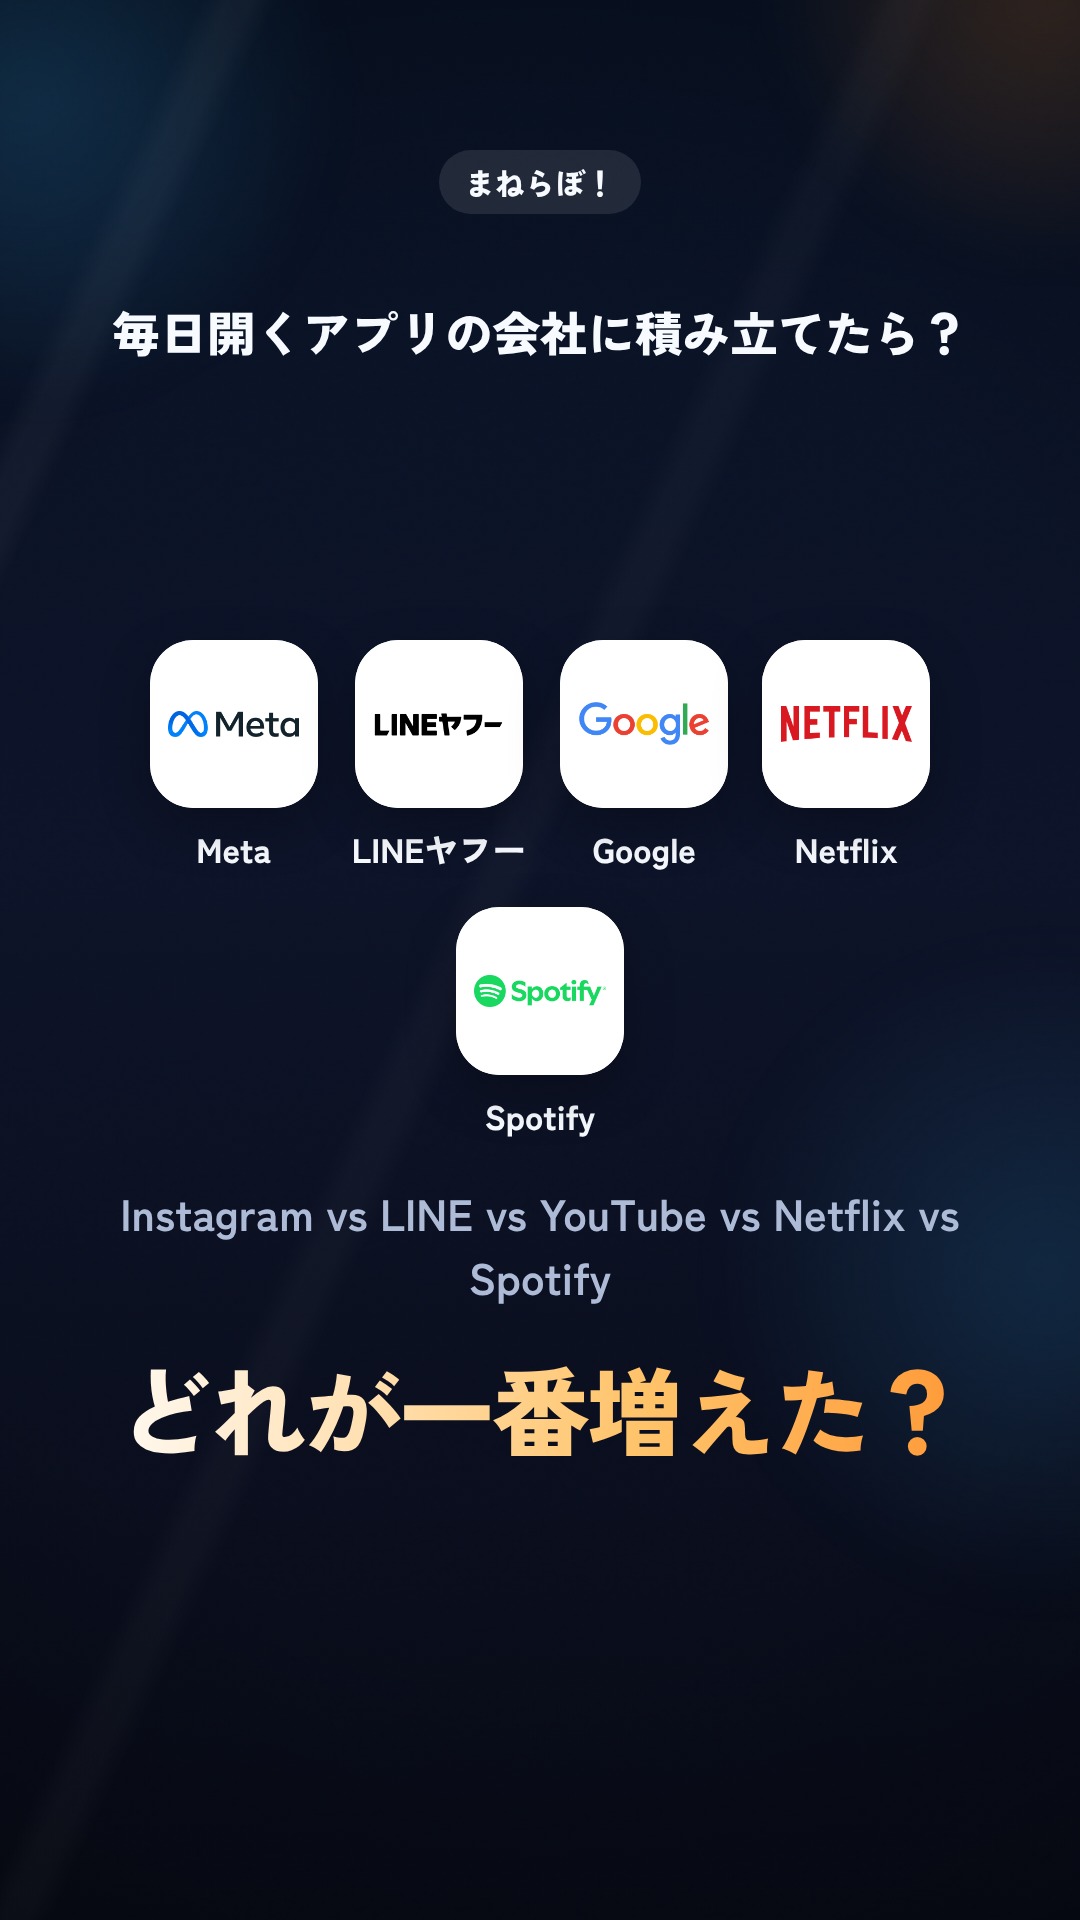 まねらぼ！
毎日開くアプリの会社に積み立てたら？
Meta
LINEヤフー
Google
NETFLIX
Meta
LINEヤフー
Google
Netflix
Spotify
Spotify
Instagram vs LINE vs YouTube vs Netflix vs
Spotify
どれが一番増えた？